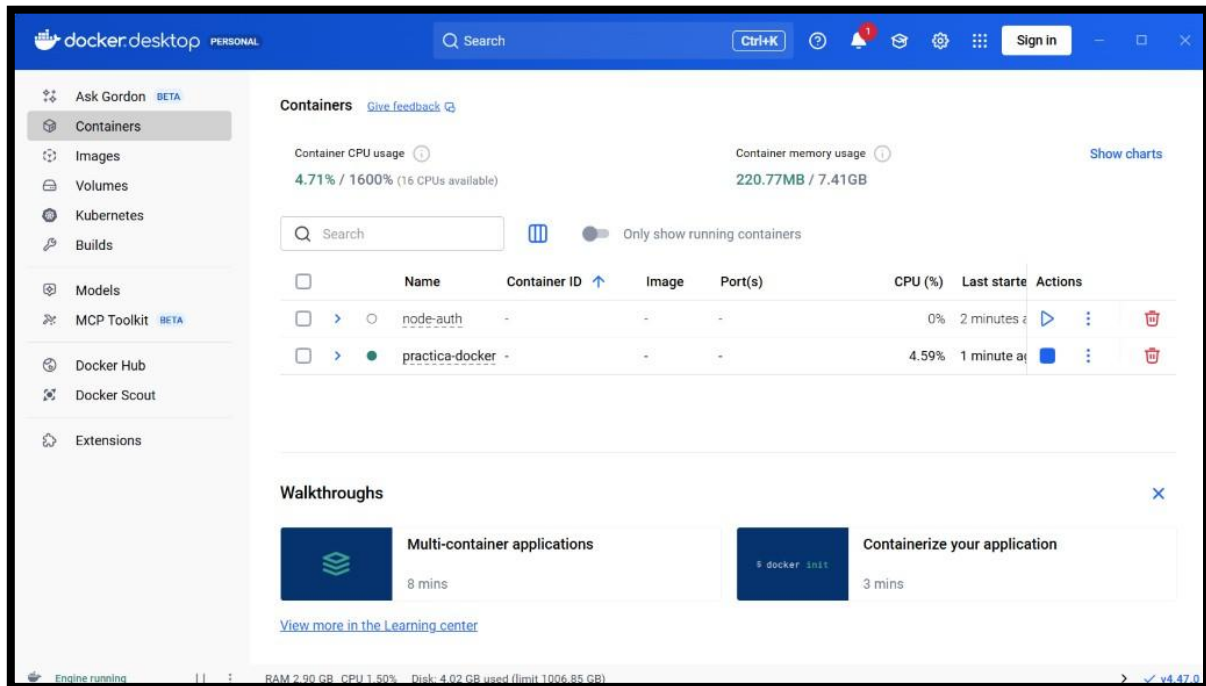 docker.desktop PERSONAL Search Ctrl+K 1 Sign in
Ask Gordon BETA
Containers
Images
Volumes
Kubernetes
Builds
Models
MCP Toolkit BETA
Docker Hub
Docker Scout
Extensions
Containers Give feedback
Container CPU usage
4.71% / 1600% (16 CPUs available)
Container memory usage
220.77MB / 7.41GB
Show charts
Search Only show running containers
Name Container ID Image Port(s) CPU (%) Last starte Actions
node-auth - - - 0% 2 minutes a
practica-docker - - - 4.59% 1 minute ag
Walkthroughs
Multi-container applications
8 mins
$ docker init
Containerize your application
3 mins
View more in the Learning center
Engine running RAM 2.90 GB CPU 1.50% Disk: 4.02 GB used (limit 1006.85 GB) v4.47.0